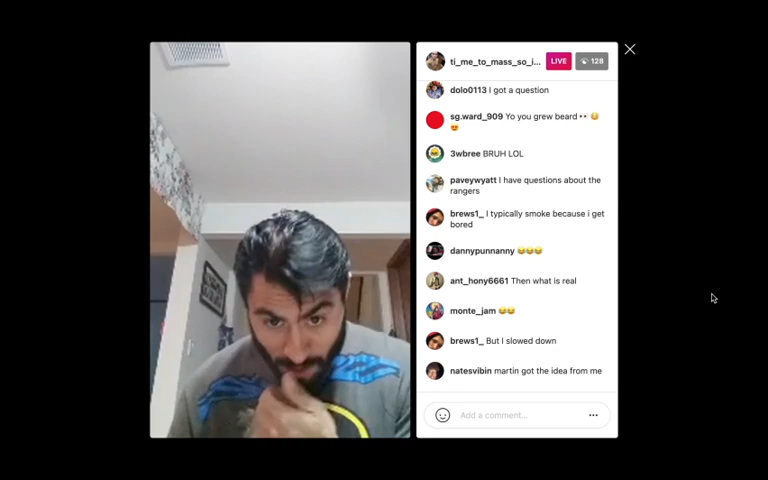 ti_me_to_mass_so_i... LIVE 128
dolo0113 I got a question
sg.ward_909 Yo you grew beard 👀 😳
😍
3wbree BRUH LOL
paveywyatt I have questions about the
rangers
brews1_ I typically smoke because i get
bored
dannypunnanny 😂😂😂
ant_hony6661 Then what is real
monte_jam 😂😂
brews1_ But I slowed down
natesvibin martin got the idea from me
Add a comment...